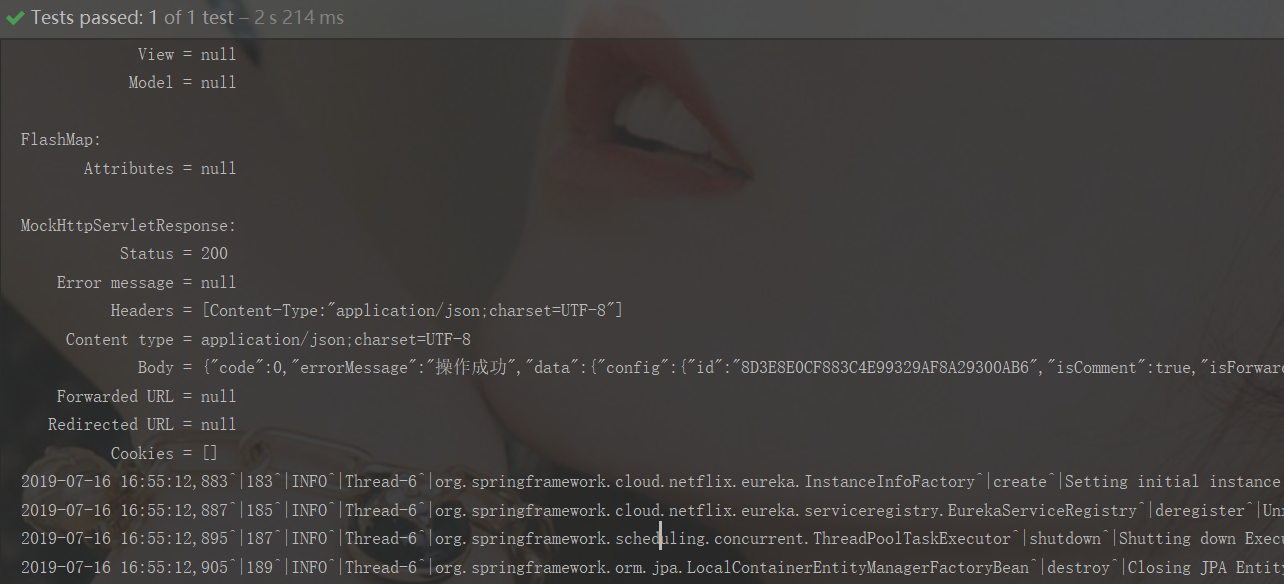 Tests passed: 1 of 1 test – 2 s 214 ms
View = null
Model = null
FlashMap:
Attributes = null
MockHttpServletResponse:
Status = 200
Error message = null
Headers = [Content-Type:"application/json;charset=UTF-8"]
Content type = application/json;charset=UTF-8
Body = {"code":0,"errorMessage":"操作成功","data":{"config":{"id":"8D3E8E0CF883C4E99329AF8A29300AB6","isComment":true,"isForward
Forwarded URL = null
Redirected URL = null
Cookies = []
2019-07-16 16:55:12,883^|183^|INFO^|Thread-6^|org.springframework.cloud.netflix.eureka.InstanceInfoFactory^|create^|Setting initial instance
2019-07-16 16:55:12,887^|185^|INFO^|Thread-6^|org.springframework.cloud.netflix.eureka.serviceregistry.EurekaServiceRegistry^|deregister^|Un
2019-07-16 16:55:12,895^|187^|INFO^|Thread-6^|org.springframework.scheduling.concurrent.ThreadPoolTaskExecutor^|shutdown^|Shutting down Exec
2019-07-16 16:55:12,905^|189^|INFO^|Thread-6^|org.springframework.orm.jpa.LocalContainerEntityManagerFactoryBean^|destroy^|Closing JPA Entity